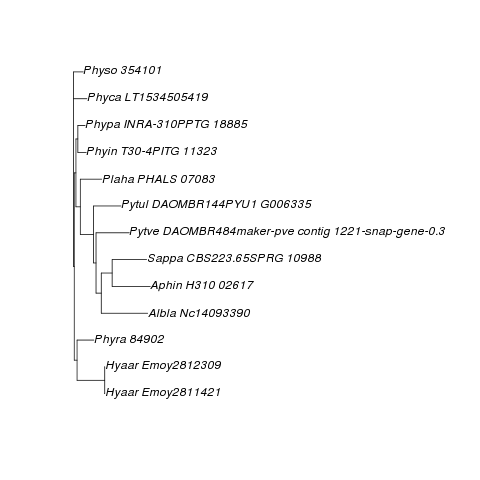 Physo 354101
Phyca LT1534505419
Phypa INRA-310PPTG 18885
Phyin T30-4PITG 11323
Plaha PHALS 07083
Pytul DAOMBR144PYU1 G006335
Pytve DAOMBR484maker-pve contig 1221-snap-gene-0.3
Sappa CBS223.65SPRG 10988
Aphin H310 02617
Albla Nc14093390
Phyra 84902
Hyaar Emoy2812309
Hyaar Emoy2811421